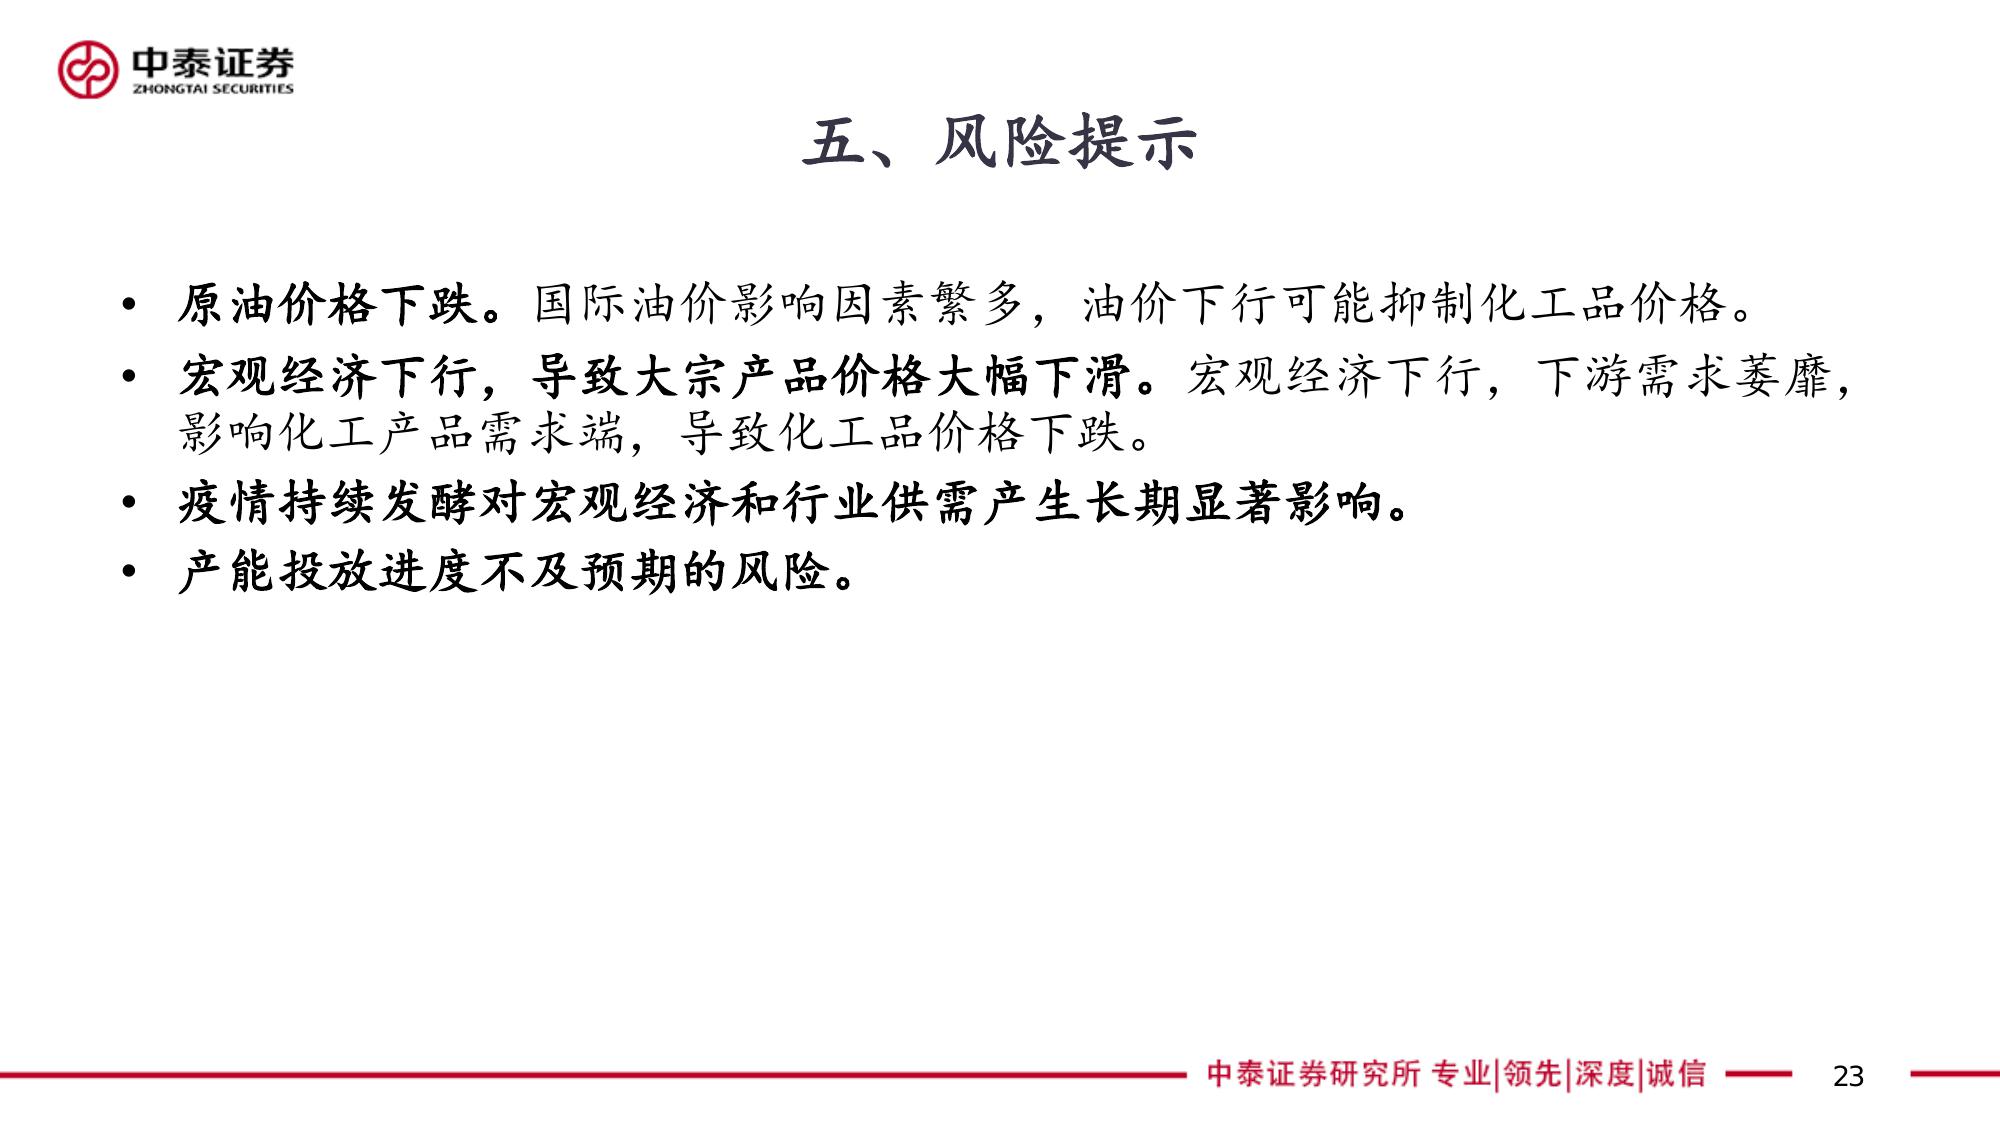 中泰证券
ZHONGTAI SECURITIES
五、风险提示
• 原油价格下跌。国际油价影响因素繁多，油价下行可能抑制化工品价格。
• 宏观经济下行，导致大宗产品价格大幅下滑。宏观经济下行，下游需求萎靡，
影响化工产品需求端，导致化工品价格下跌。
• 疫情持续发酵对宏观经济和行业供需产生长期显著影响。
• 产能投放进度不及预期的风险。
中泰证券研究所 专业|领先|深度|诚信
23